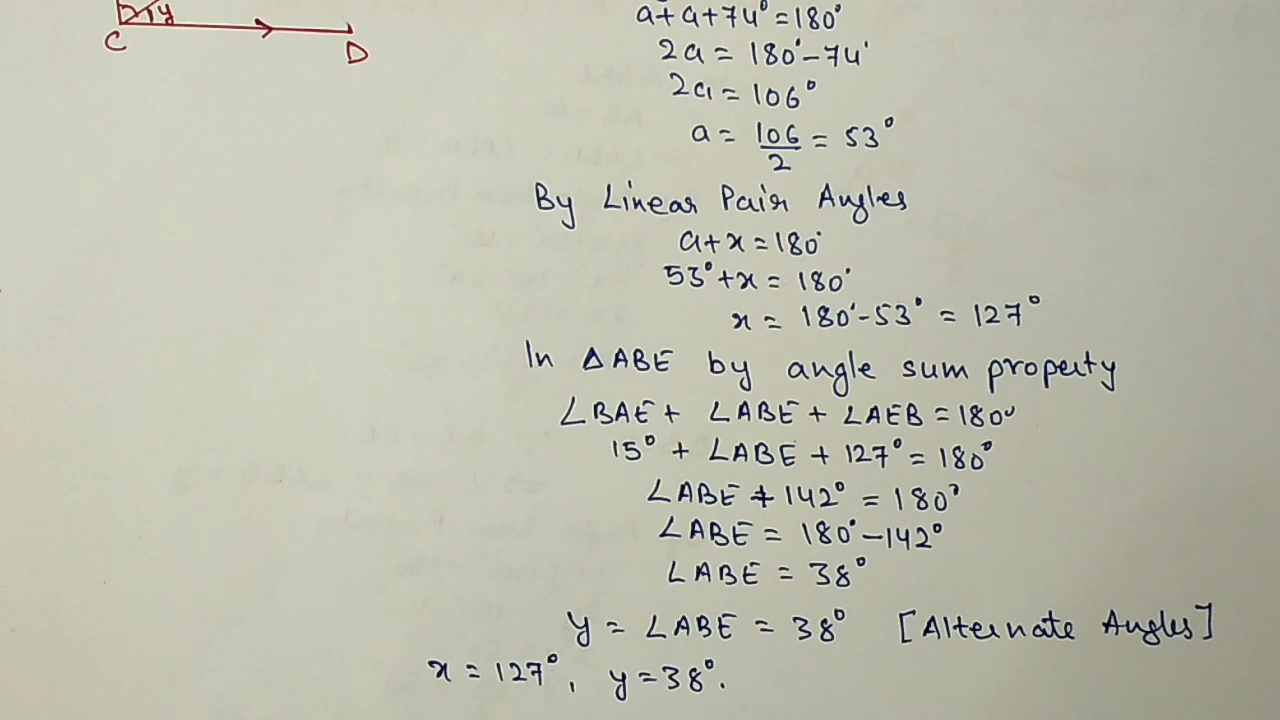 a+a+74°=180°
y
C
D
2a = 180°-74°
2a = 106°
a = 106/2 = 53°
By Linear Pair Angles
a+x=180°
53°+x = 180°
x = 180°-53° = 127°
In △ABE by angle sum property
∠BAE + ∠ABE + ∠AEB = 180°
15° + ∠ABE + 127° = 180°
∠ABE + 142° = 180°
∠ABE = 180°-142°
∠ABE = 38°
y = ∠ABE = 38° [Alternate Angles]
x = 127°, y=38°.